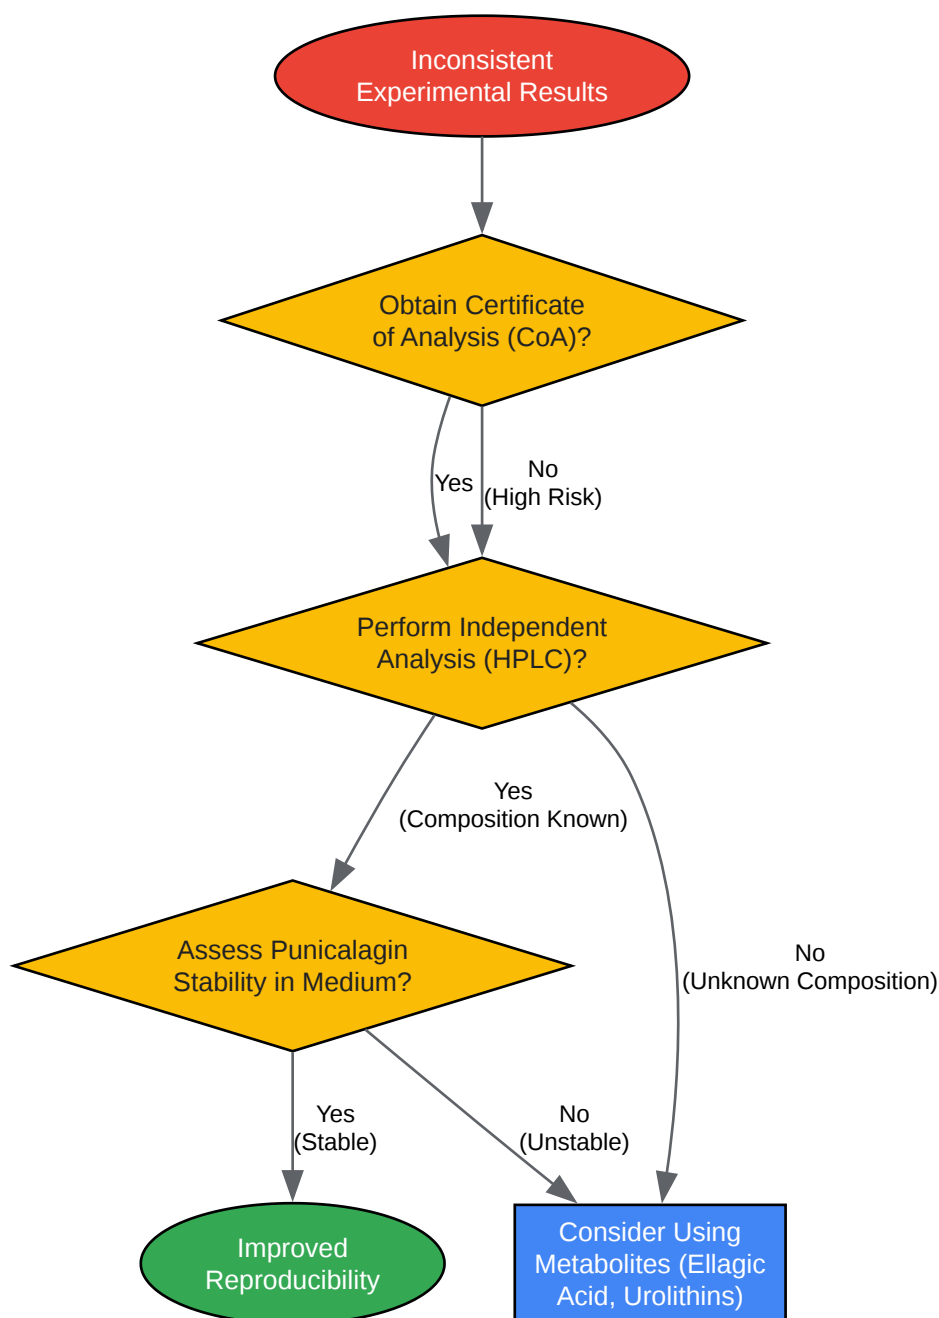 Inconsistent
Experimental Results
Obtain Certificate
of Analysis (CoA)?
Yes
No
(High Risk)
Perform Independent
Analysis (HPLC)?
Yes
(Composition Known)
No
(Unknown Composition)
Assess Punicalagin
Stability in Medium?
Yes
(Stable)
No
(Unstable)
Improved
Reproducibility
Consider Using
Metabolites (Ellagic
Acid, Urolithins)